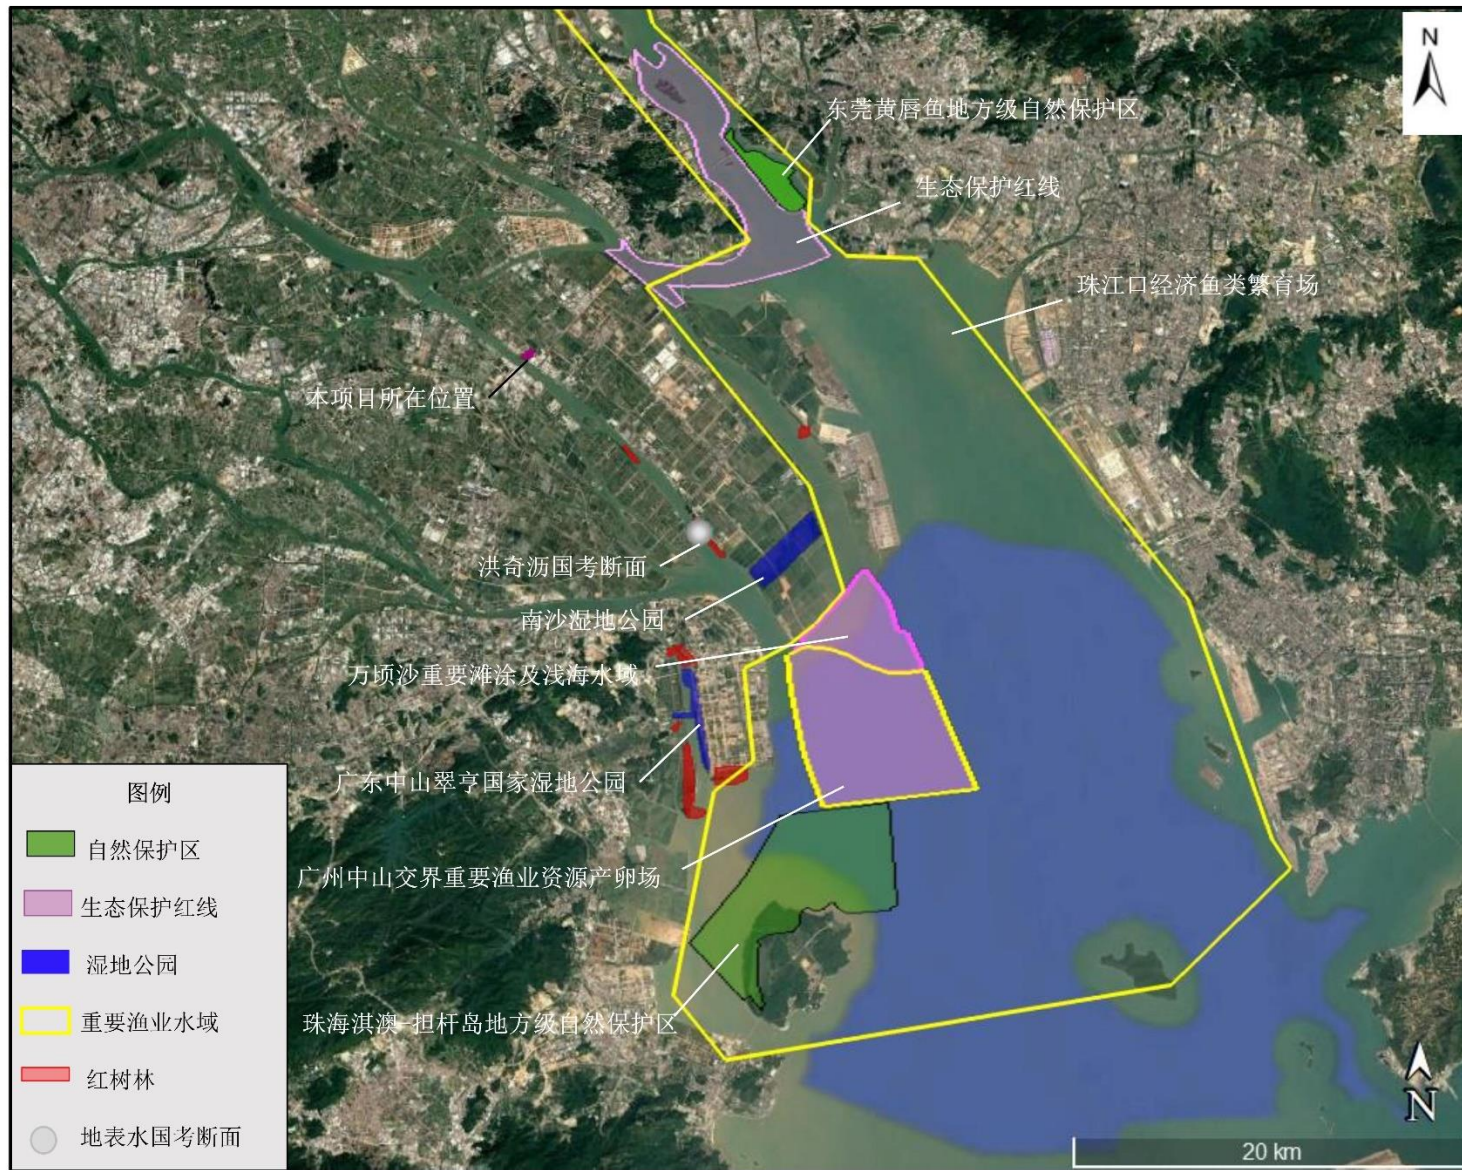 N
东莞黄唇鱼地方级自然保护区
生态保护红线
珠江口经济鱼类繁育场
本项目所在位置
洪奇沥国考断面
南沙湿地公园
万顷沙重要滩涂及浅海水域
广东中山翠亨国家湿地公园
广州中山交界重要渔业资源产卵场
珠海淇澳-担杆岛地方级自然保护区
图例
自然保护区
生态保护红线
湿地公园
重要渔业水域
红树林
地表水国考断面
N
20 km